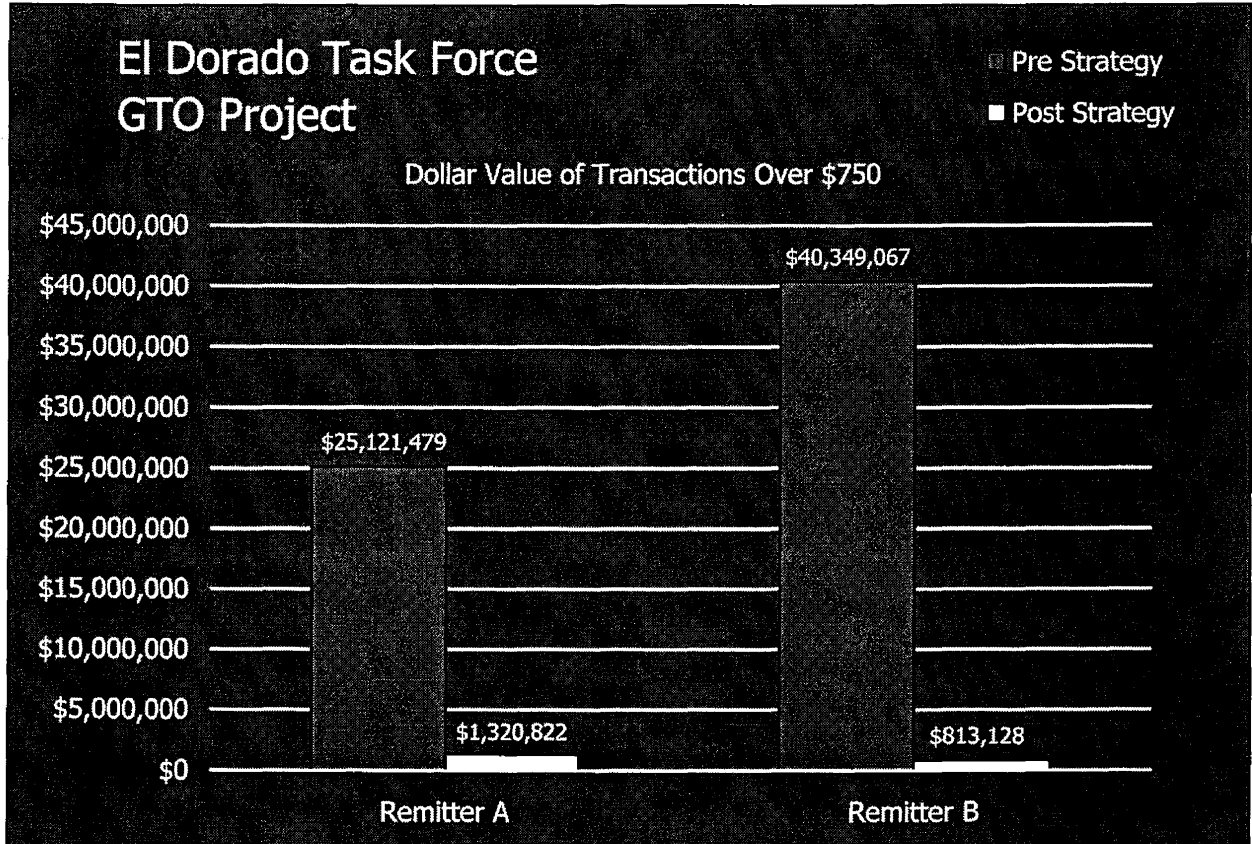 El Dorado Task Force
GTO Project
Pre Strategy
Post Strategy
Dollar Value of Transactions Over $750
$45,000,000
$40,000,000
$35,000,000
$30,000,000
$25,000,000
$20,000,000
$15,000,000
$10,000,000
$5,000,000
$0
$25,121,479
$1,320,822
$40,349,067
$813,128
Remitter A
Remitter B